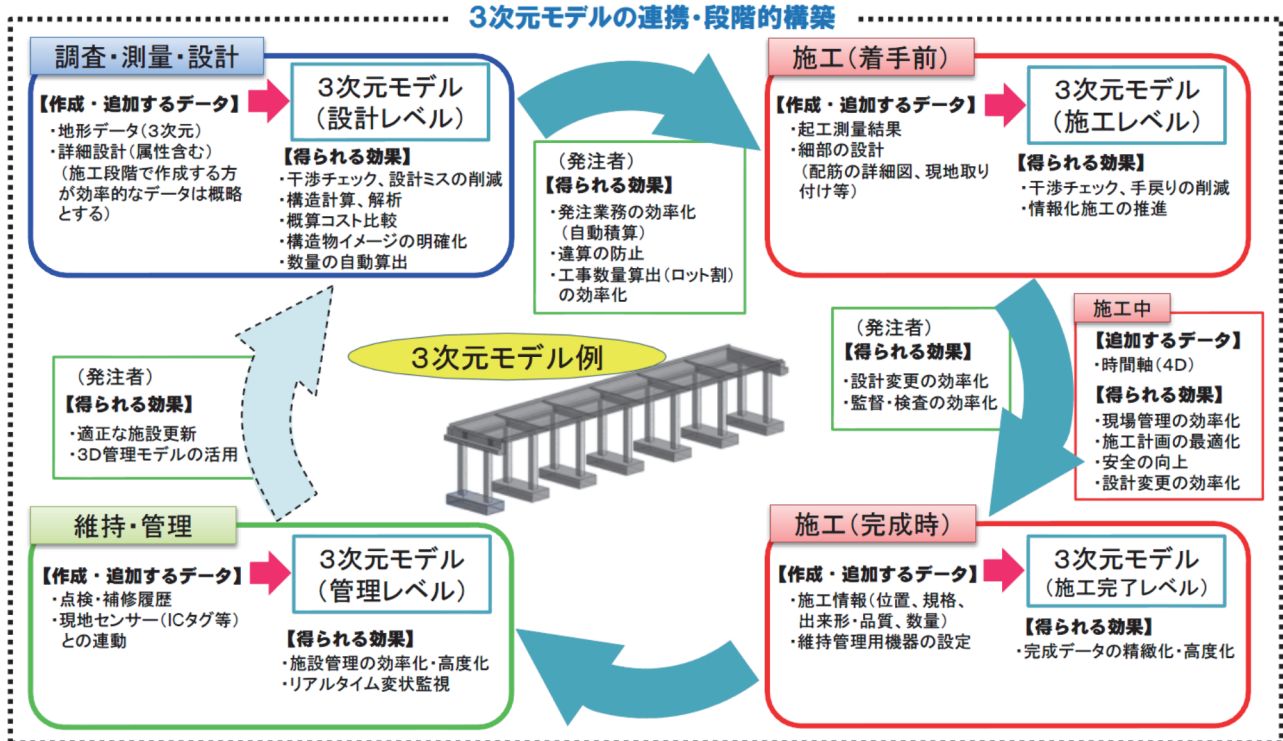 3次元モデルの連携・段階的構築
調査・測量・設計
【作成・追加するデータ】
・地形データ(3次元)
・詳細設計(属性含む)
(施工段階で作成する方
が効率的なデータは概略
とする)
3次元モデル
(設計レベル)
【得られる効果】
・干渉チェック、設計ミスの削減
・構造計算、解析
・概算コスト比較
・構造物イメージの明確化
・数量の自動算出
(発注者)
【得られる効果】
・発注業務の効率化
(自動積算)
・違算の防止
・工事数量算出(ロット割)
の効率化
施工(着手前)
【作成・追加するデータ】
・起工測量結果
・細部の設計
(配筋の詳細図、現地取り
付け等)
3次元モデル
(施工レベル)
【得られる効果】
・干渉チェック、手戻りの削減
・情報化施工の推進
(発注者)
【得られる効果】
・設計変更の効率化
・監督・検査の効率化
施工中
【追加するデータ】
・時間軸(4D)
【得られる効果】
・現場管理の効率化
・施工計画の最適化
・安全の向上
・設計変更の効率化
3次元モデル例
(発注者)
【得られる効果】
・適正な施設更新
・3D管理モデルの活用
維持・管理
【作成・追加するデータ】
・点検・補修履歴
・現地センサー(ICタグ等)
との連動
3次元モデル
(管理レベル)
【得られる効果】
・施設管理の効率化・高度化
・リアルタイム変状監視
施工(完成時)
【作成・追加するデータ】
・施工情報(位置、規格、
出来形・品質、数量)
・維持管理用機器の設定
3次元モデル
(施工完了レベル)
【得られる効果】
・完成データの精緻化・高度化